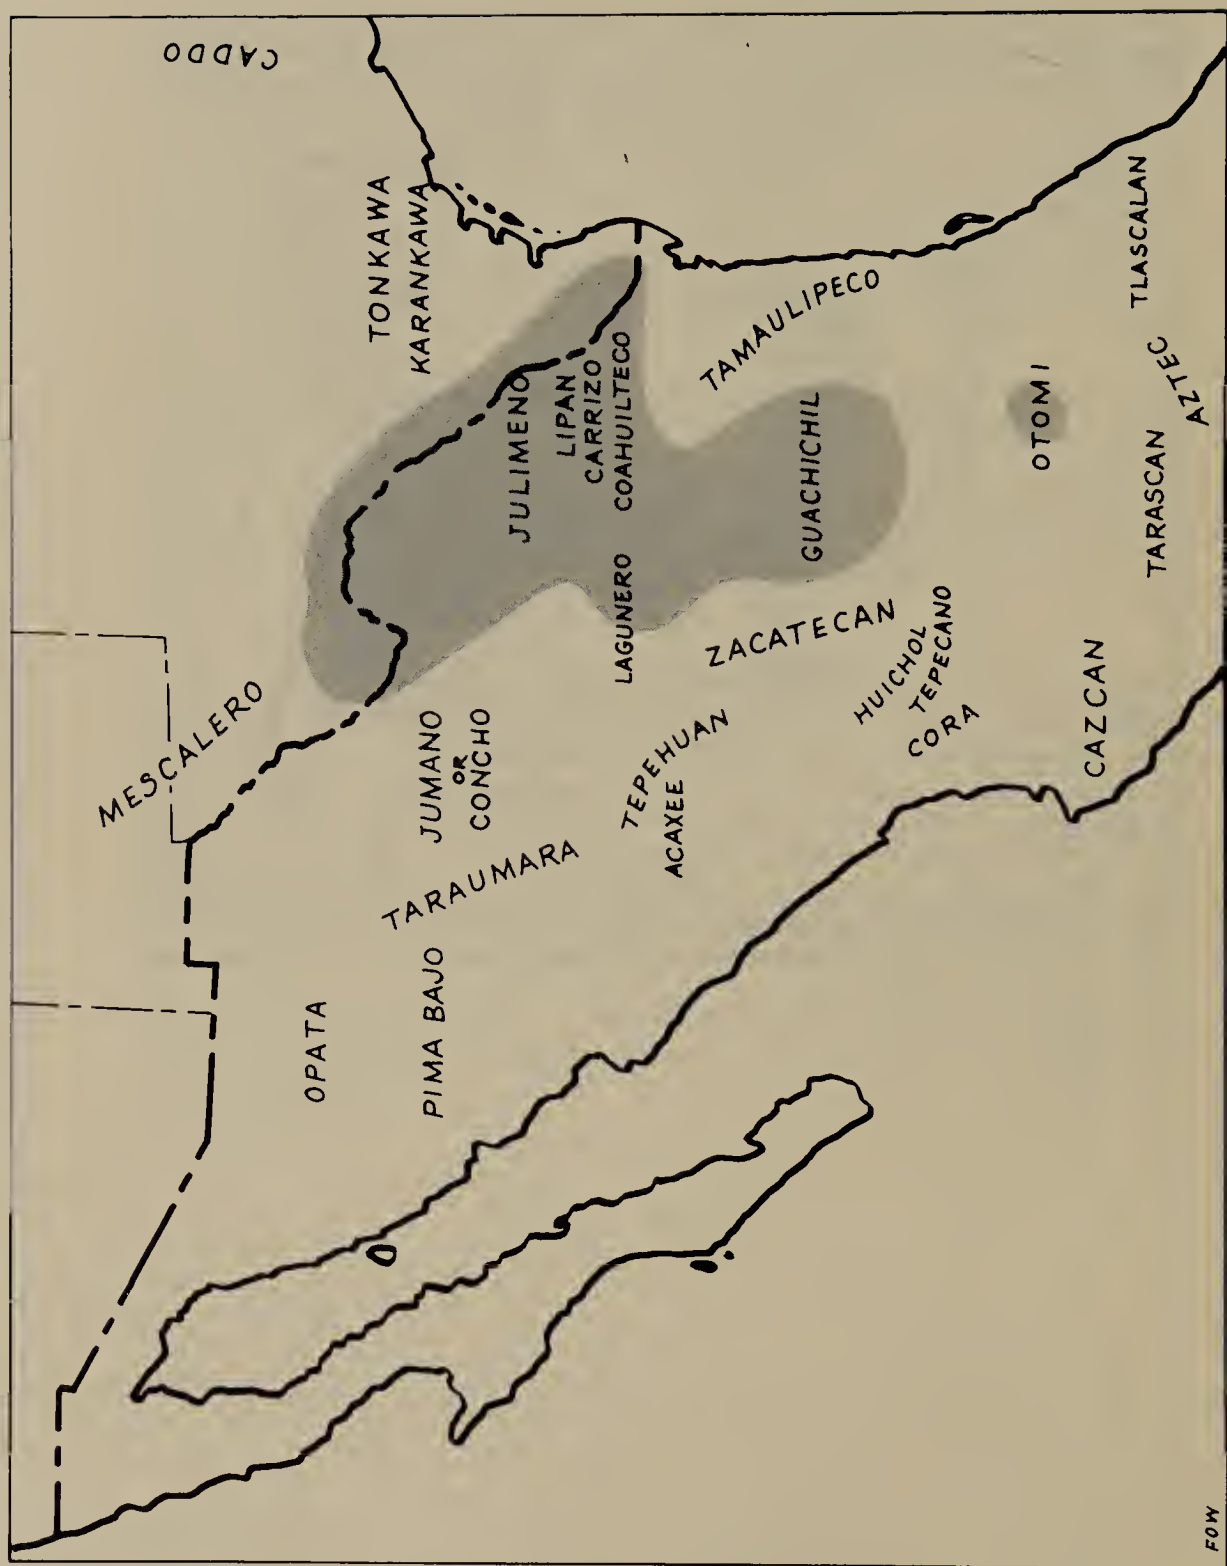 CADDO
TONKAWA
KARANKAWA
MESCALERO
JULIMENO
LIPAN
CARRIZO
COAHUILTECO
JUMANO
OR
CONCHO
LAGUNERO
TAMAULIPECO
OPATA
PIMA BAJO
TARAUMARA
TEPEHUAN
ACAXEE
ZACATECAN
GUACHICHIL
HUICHOL
TEPECANO
CORA
OTOMI
CAZCAN
TARASCAN
AZTEC
TLASCALAN
FOW